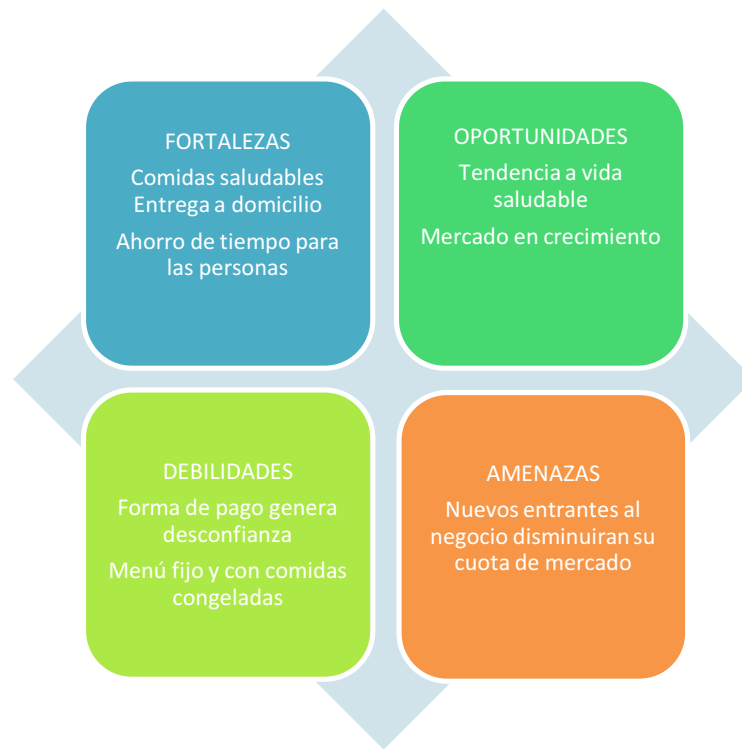 FORTALEZAS
Comidas saludables
Entrega a domicilio
Ahorro de tiempo para
las personas
OPORTUNIDADES
Tendencia a vida
saludable
Mercado en crecimiento
DEBILIDADES
Forma de pago genera
desconfianza
Menú fijo y con comidas
congeladas
AMENAZAS
Nuevos entrantes al
negocio disminuiran su
cuota de mercado